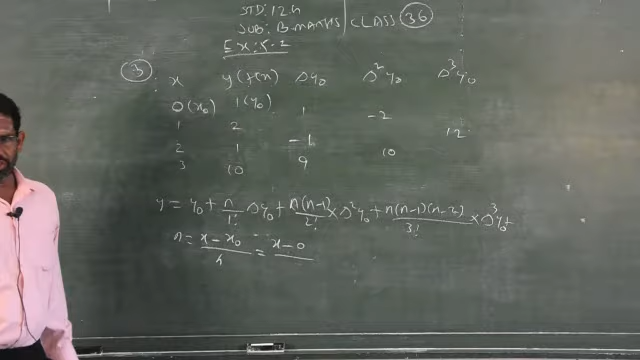 STD: 12th
SUB: B-maths CLASS 36
EX: 5.2
3 x y(f(x)) Δy₀ Δ²y₀ Δ³y₀
0(x₀) 1(y₀) 1 -2
1 2 12
2 1 -1 10
3 10 9
y = y₀ + n/1! Δy₀ + n(n-1)/2! × Δ²y₀ + n(n-1)(n-2)/3! × Δ³y₀ +
n = x - x₀/h = x - 0/